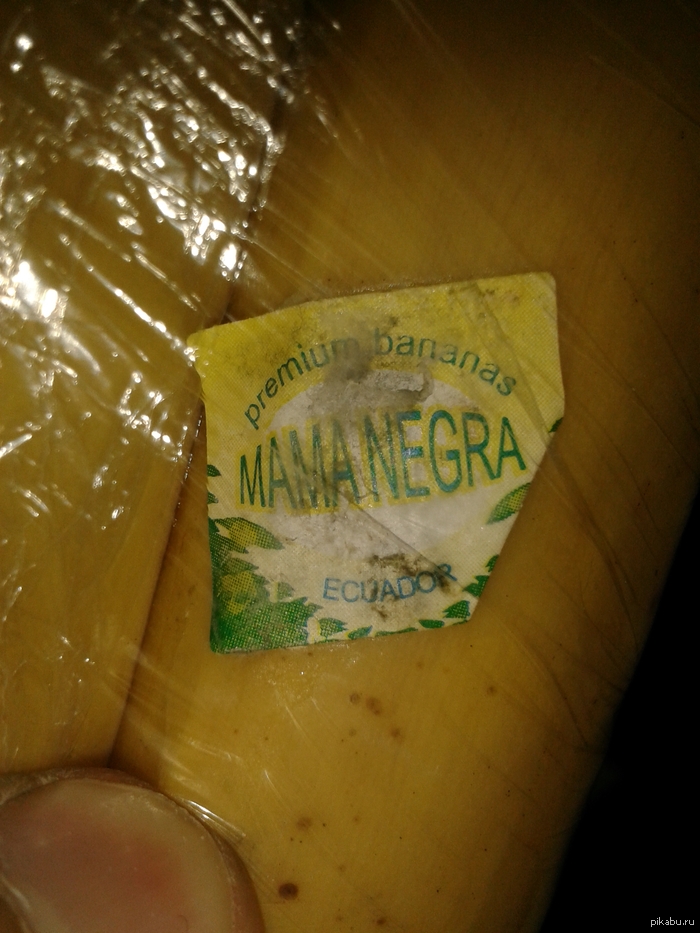 premium bananas
MAMA NEGRA
ECUADOR
pikabu.ru